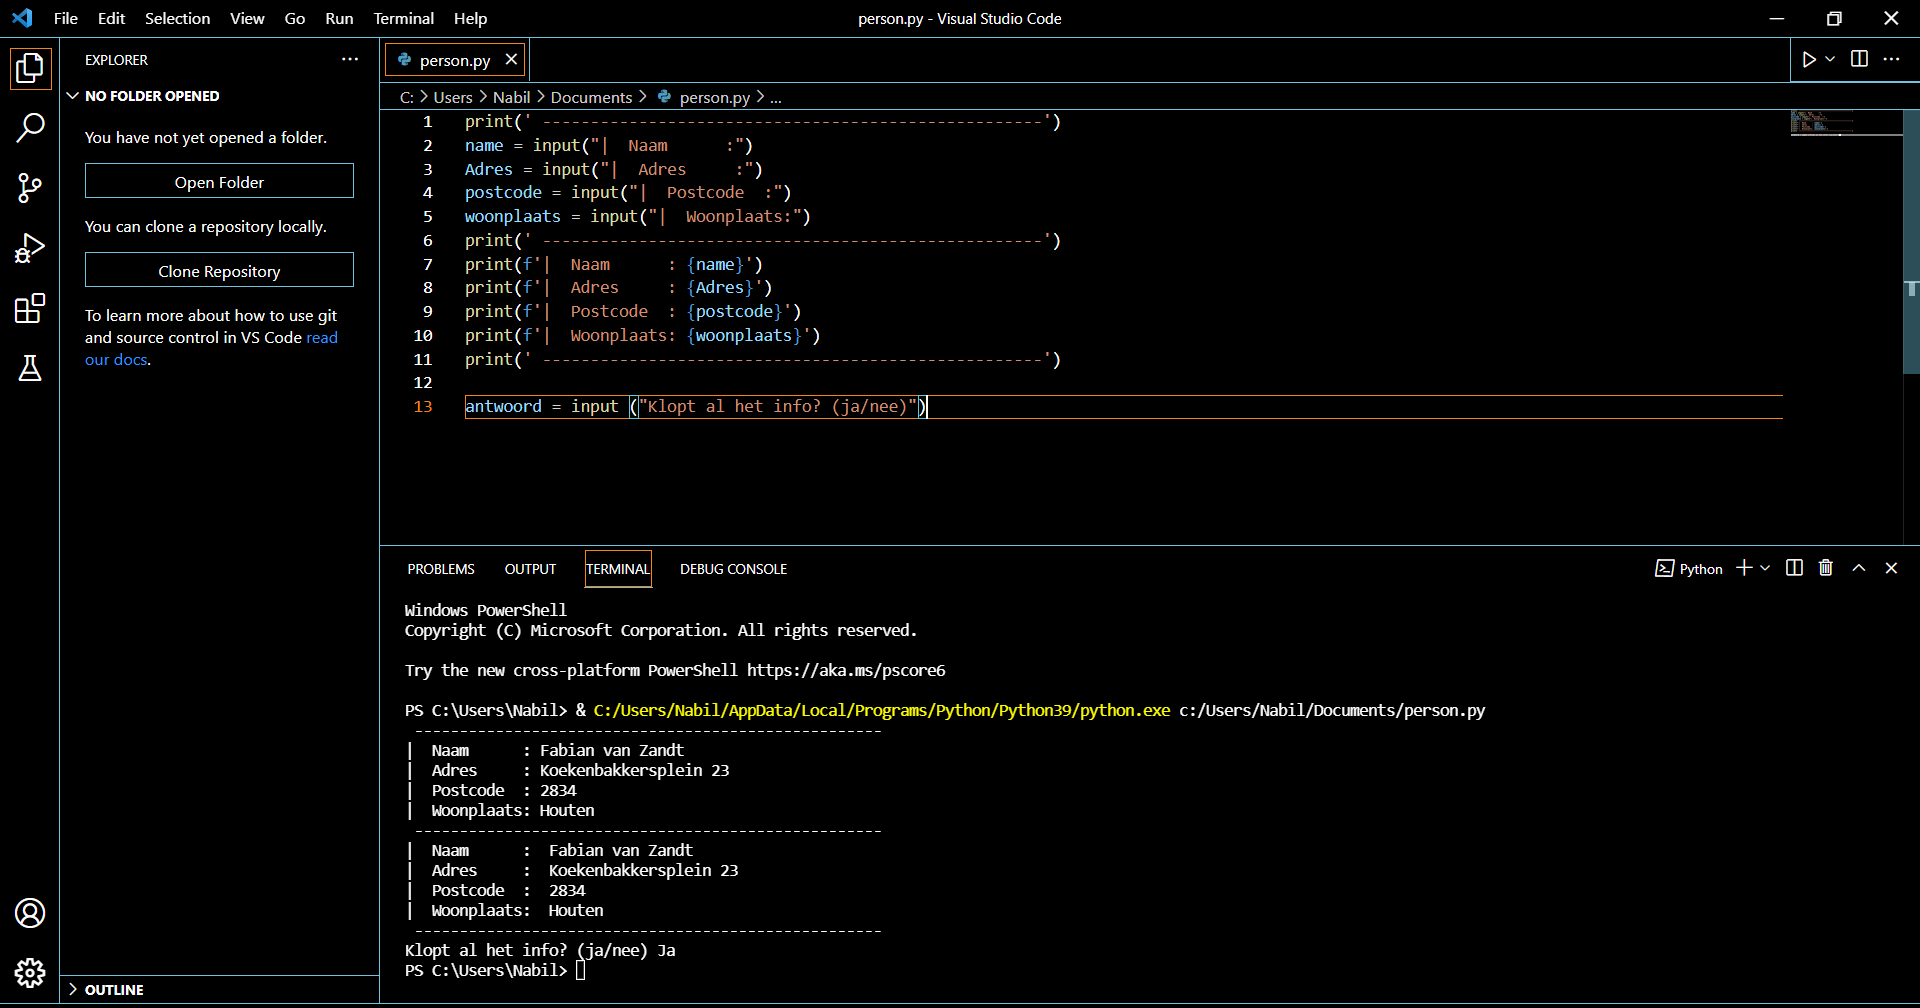 File Edit Selection View Go Run Terminal Help person.py - Visual Studio Code
EXPLORER
NO FOLDER OPENED
You have not yet opened a folder.
Open Folder
You can clone a repository locally.
Clone Repository
To learn more about how to use git
and source control in VS Code read
our docs.
OUTLINE
person.py
C: > Users > Nabil > Documents > person.py > ...
1 print(' ----------------------------------------------------')
2 name = input("|  Naam      :")
3 Adres = input("|  Adres     :")
4 postcode = input("|  Postcode  :")
5 woonplaats = input("|  Woonplaats:")
6 print(' ----------------------------------------------------')
7 print(f'|  Naam      : {name}')
8 print(f'|  Adres     : {Adres}')
9 print(f'|  Postcode  : {postcode}')
10 print(f'|  Woonplaats: {woonplaats}')
11 print(' ----------------------------------------------------')
12
13 antwoord = input ("Klopt al het info? (ja/nee)")
PROBLEMS OUTPUT TERMINAL DEBUG CONSOLE Python
Windows PowerShell
Copyright (C) Microsoft Corporation. All rights reserved.
Try the new cross-platform PowerShell https://aka.ms/pscore6
PS C:\Users\Nabil> & C:/Users/Nabil/AppData/Local/Programs/Python/Python39/python.exe c:/Users/Nabil/Documents/person.py
 ----------------------------------------------------
|  Naam      : Fabian van Zandt
|  Adres     : Koekenbakkersplein 23
|  Postcode  : 2834
|  Woonplaats: Houten
 ----------------------------------------------------
|  Naam      :  Fabian van Zandt
|  Adres     :  Koekenbakkersplein 23
|  Postcode  :  2834
|  Woonplaats:  Houten
 ----------------------------------------------------
Klopt al het info? (ja/nee) Ja
PS C:\Users\Nabil>